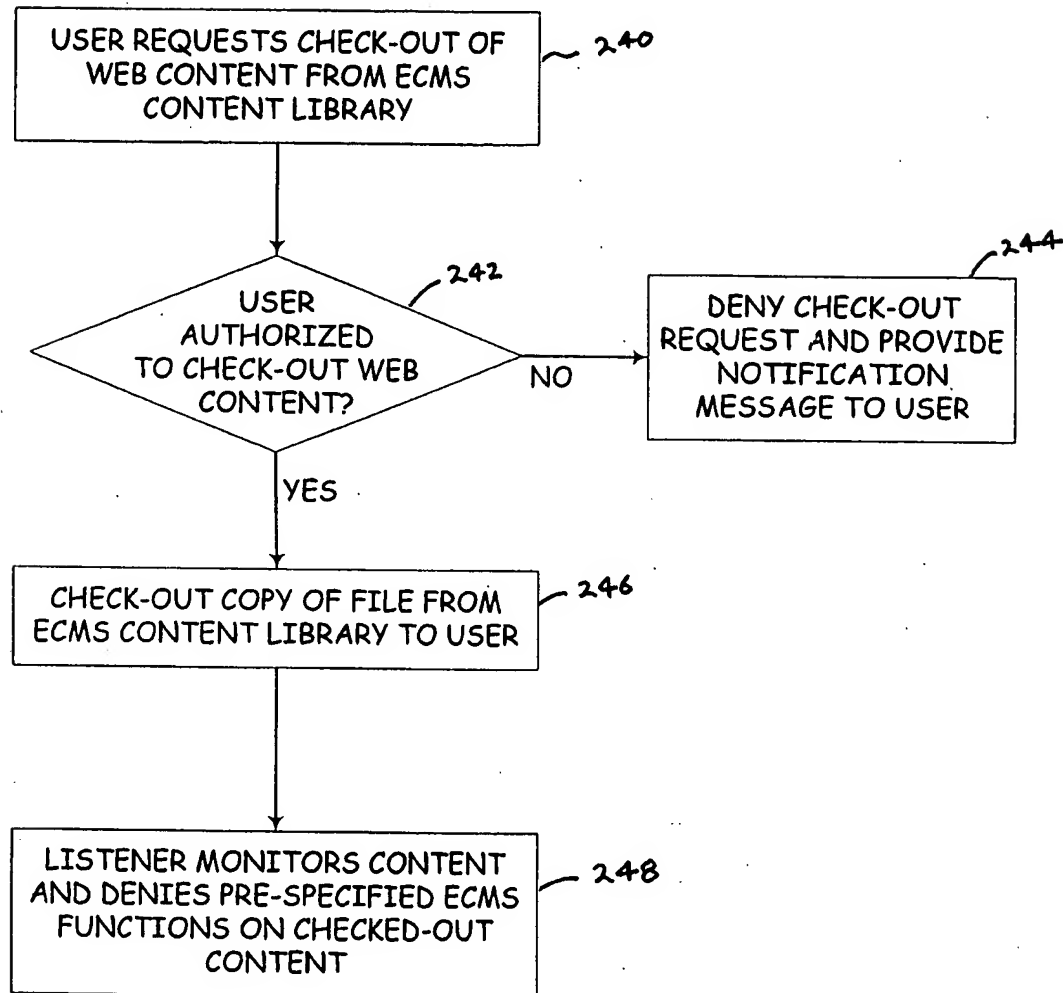 USER REQUESTS CHECK-OUT OF
WEB CONTENT FROM ECMS
CONTENT LIBRARY
240
USER
AUTHORIZED
TO CHECK-OUT WEB
CONTENT?
242
NO
244
DENY CHECK-OUT
REQUEST AND PROVIDE
NOTIFICATION
MESSAGE TO USER
YES
CHECK-OUT COPY OF FILE FROM
ECMS CONTENT LIBRARY TO USER
246
LISTENER MONITORS CONTENT
AND DENIES PRE-SPECIFIED ECMS
FUNCTIONS ON CHECKED-OUT
CONTENT
248